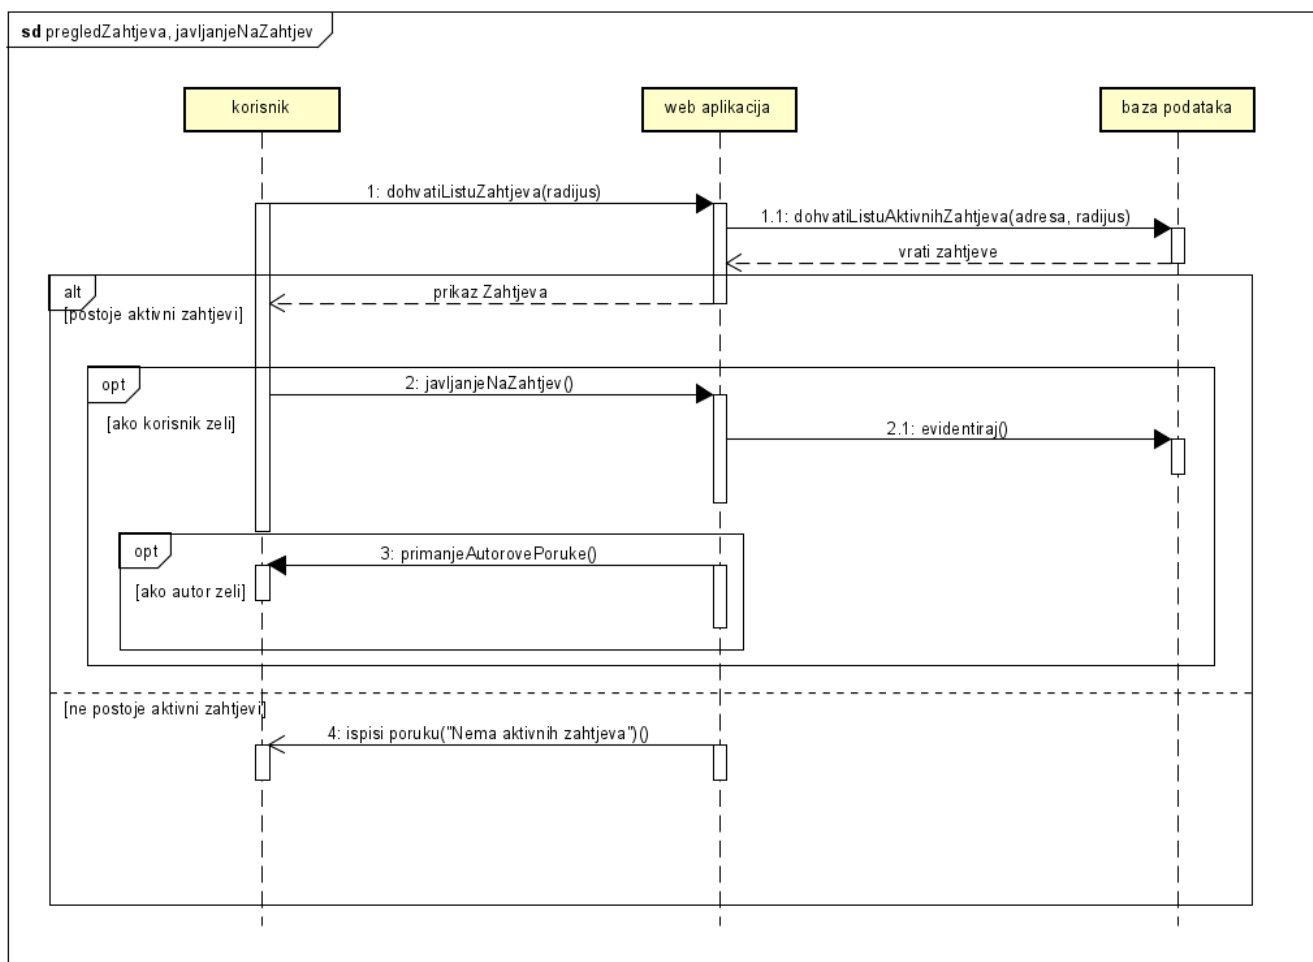 sd pregledZahtjeva, javljanjeNaZahtjev
korisnik
web aplikacija
baza podataka
1: dohvatiListuZahtjeva(radijus)
1.1: dohvatiListuAktivnihZahtjeva(adresa, radijus)
vrati zahtjeve
alt
prikaz Zahtjeva
[postoje aktivni zahtjevi]
opt
2: javljanjeNaZahtjev()
[ako korisnik zeli]
2.1: evidentiraj()
opt
3: primanjeAutorovePoruke()
[ako autor zeli]
[ne postoje aktivni zahtjevi]
4: ispisi poruku("Nema aktivnih zahtjeva")()